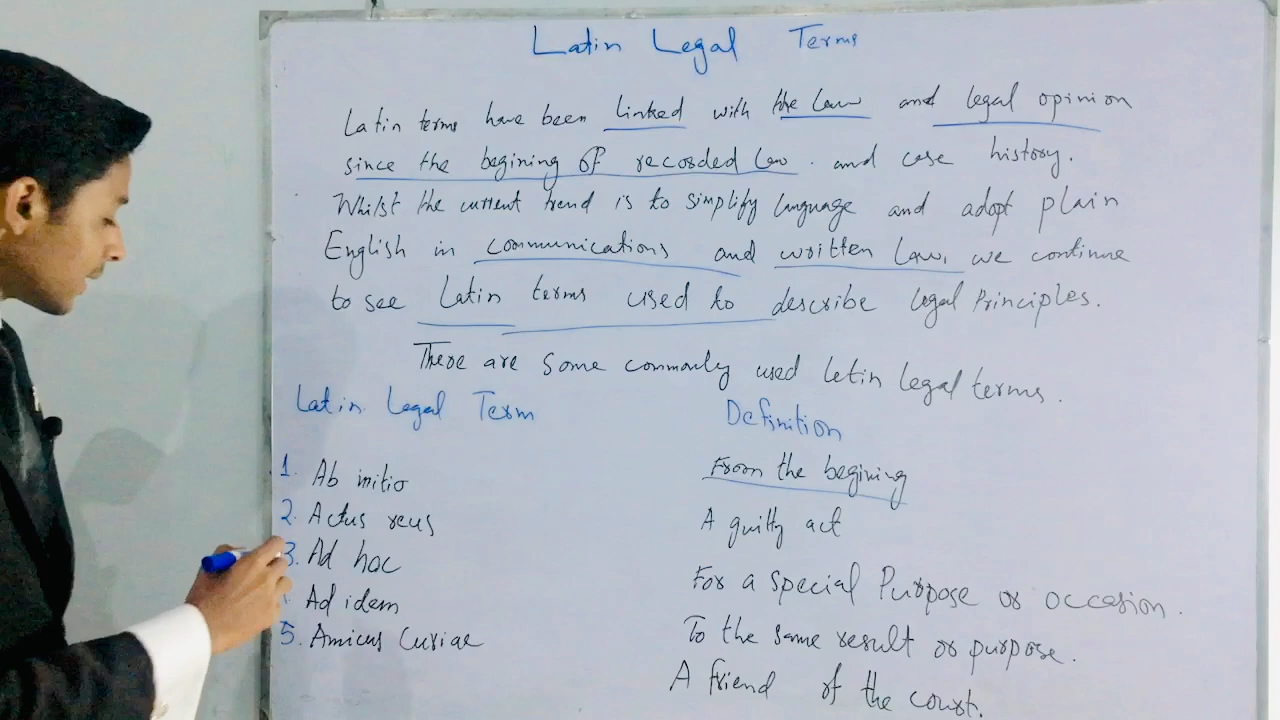 Latin Legal Terms
Latin terms have been linked with the law and legal opinion
since the begining of recorded law. and case history.
Whilst the current trend is to simplify language and adopt plain
English in communications and written law, we continue
to see Latin terms used to describe legal Principles.
There are some commonly used letin legal terms.
Latin Legal Term Definition
1. Ab initio From the begining
2. Actus reus A guilty act
3. Ad hoc For a special Purpose or occasion.
Ad idem To the same result or purpose.
5. Amicus Curiae A friend of the court.